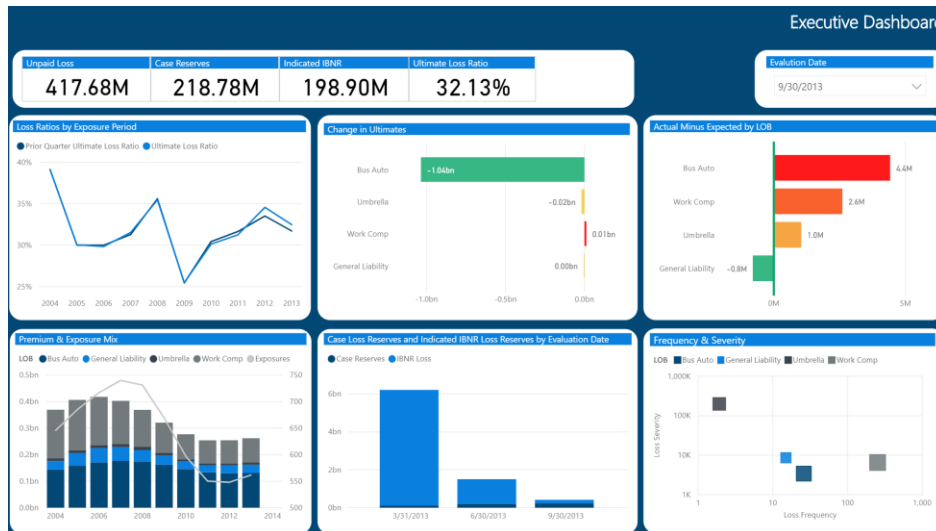 Executive Dashboar
Unpaid Loss
417.68M
Case Reserves
218.78M
Indicated IBNR
198.90M
Ultimate Loss Ratio
32.13%
Evalution Date
9/30/2013
Loss Ratios by Exposure Period
Prior Quarter Ultimate Loss Ratio Ultimate Loss Ratio
40%
35%
30%
25%
2004 2005 2006 2007 2008 2009 2010 2011 2012 2013
Change in Ultimates
Bus Auto -1.04bn
Umbrella -0.02bn
Work Comp 0.01bn
General Liability 0.00bn
-1.0bn -0.5bn 0.0bn
Actual Minus Expected by LOB
Bus Auto 4.4M
Work Comp 2.6M
Umbrella 1.0M
General Liability -0.8M
0M 5M
Premium & Exposure Mix
LOB Bus Auto General Liability Umbrella Work Comp Exposures
0.5bn 750
0.4bn 700
0.3bn 650
0.2bn 600
0.1bn 550
0.0bn 500
2004 2006 2008 2010 2012 2014
Case Loss Reserves and Indicated IBNR Loss Reserves by Evaluation Date
Case Reserves IBNR Loss
6bn
4bn
2bn
0bn
3/31/2013 6/30/2013 9/30/2013
Frequency & Severity
LOB Bus Auto General Liability Umbrella Work Comp
Loss Severity
1,000K
100K
10K
1K
1 10 100 1,000
Loss Frequency